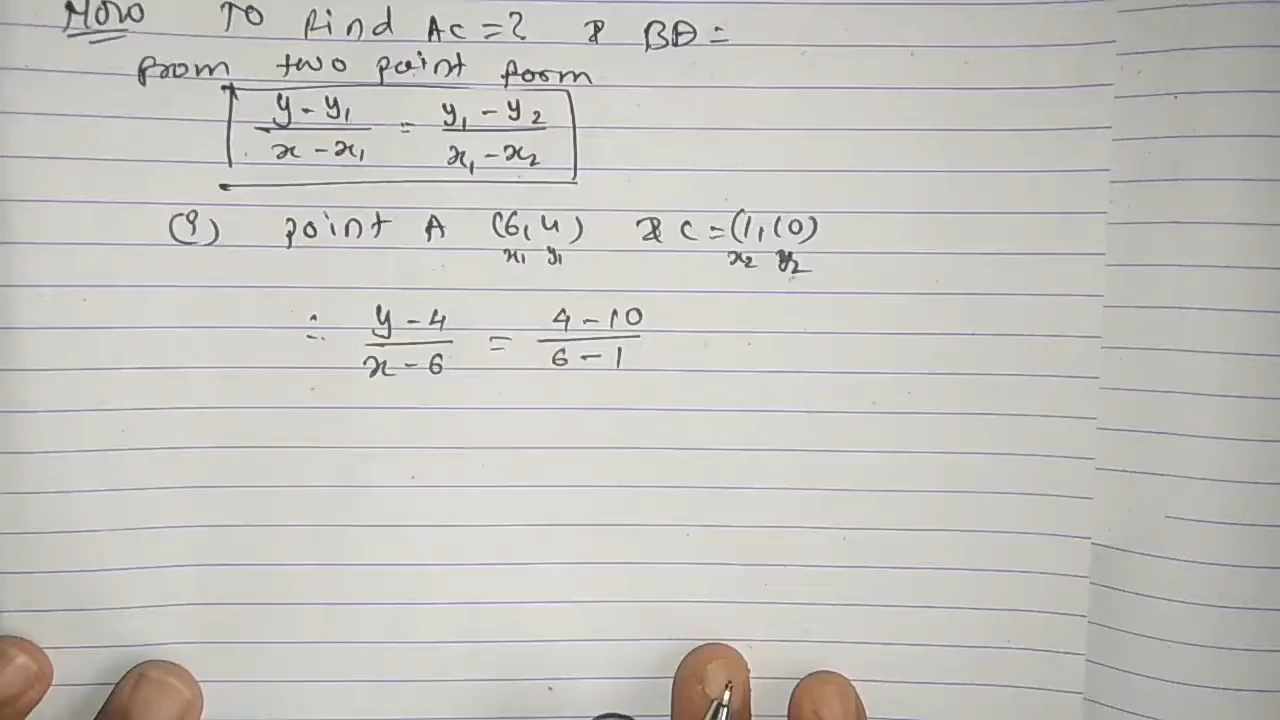 Now To find AC = ? & BD =
from two point form
y - y₁ / x - x₁ = y₁ - y₂ / x₁ - x₂
(i) point A (6, 4) & C = (1, 10)
x₁ y₁ x₂ y₂
∴ y - 4 / x - 6 = 4 - 10 / 6 - 1